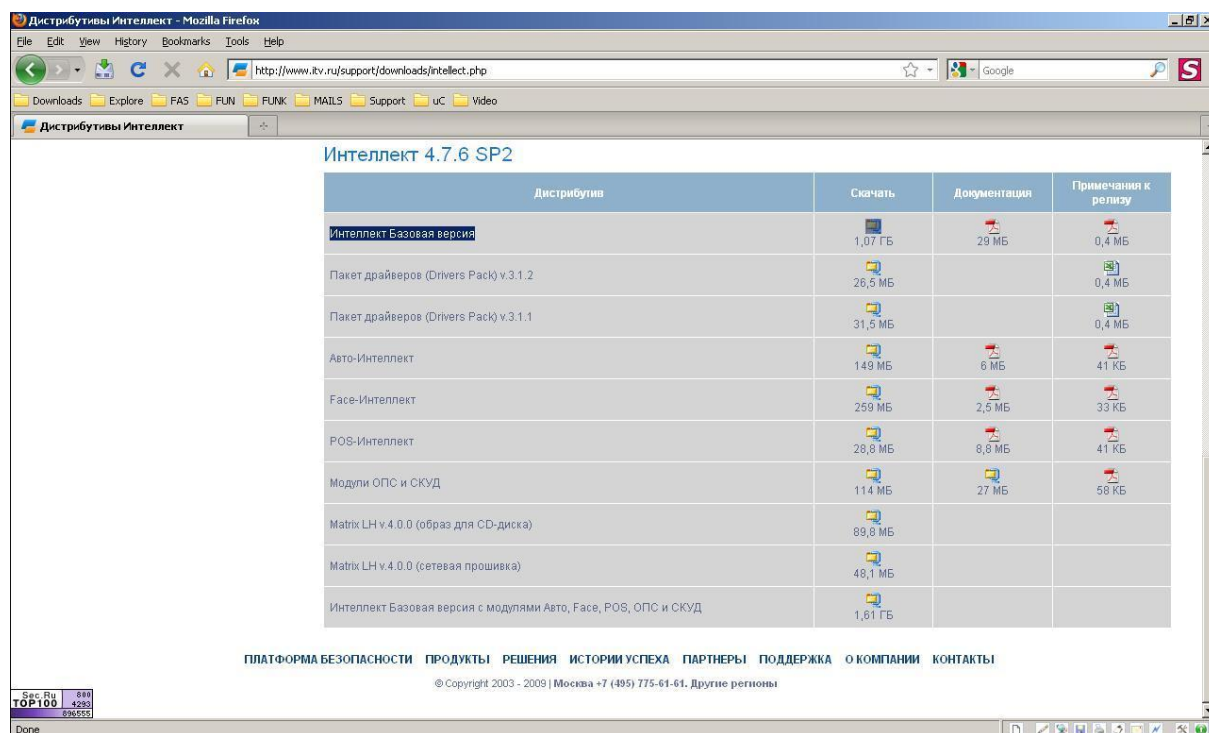 Дистрибутивы Интеллект - Mozilla Firefox
File Edit View History Bookmarks Tools Help
http://www.itv.ru/support/downloads/intellect.php Google S
Downloads Explore FAS FUN FUNK MAILS Support uC Video
Дистрибутивы Интеллект
Интеллект 4.7.6 SP2
Дистрибутив Скачать Документация Примечания к релизу
Интеллект Базовая версия 1,07 ГБ 29 МБ 0,4 МБ
Пакет драйверов (Drivers Pack) v.3.1.2 26,5 МБ 0,4 МБ
Пакет драйверов (Drivers Pack) v.3.1.1 31,5 МБ 0,4 МБ
Авто-Интеллект 149 МБ 6 МБ 41 КБ
Face-Интеллект 259 МБ 2,5 МБ 33 КБ
POS-Интеллект 28,8 МБ 8,8 МБ 41 КБ
Модули ОПС и СКУД 114 МБ 27 МБ 58 КБ
Matrix LH v.4.0.0 (образ для CD-диска) 89,8 МБ
Matrix LH v.4.0.0 (сетевая прошивка) 48,1 МБ
Интеллект Базовая версия с модулями Авто, Face, POS, ОПС и СКУД 1,61 ГБ
ПЛАТФОРМА БЕЗОПАСНОСТИ ПРОДУКТЫ РЕШЕНИЯ ИСТОРИИ УСПЕХА ПАРТНЕРЫ ПОДДЕРЖКА О КОМПАНИИ КОНТАКТЫ
© Copyright 2003 - 2009 | Москва +7 (495) 775-61-61. Другие регионы
Sec.Ru 800
TOP100 4293
896555
Done